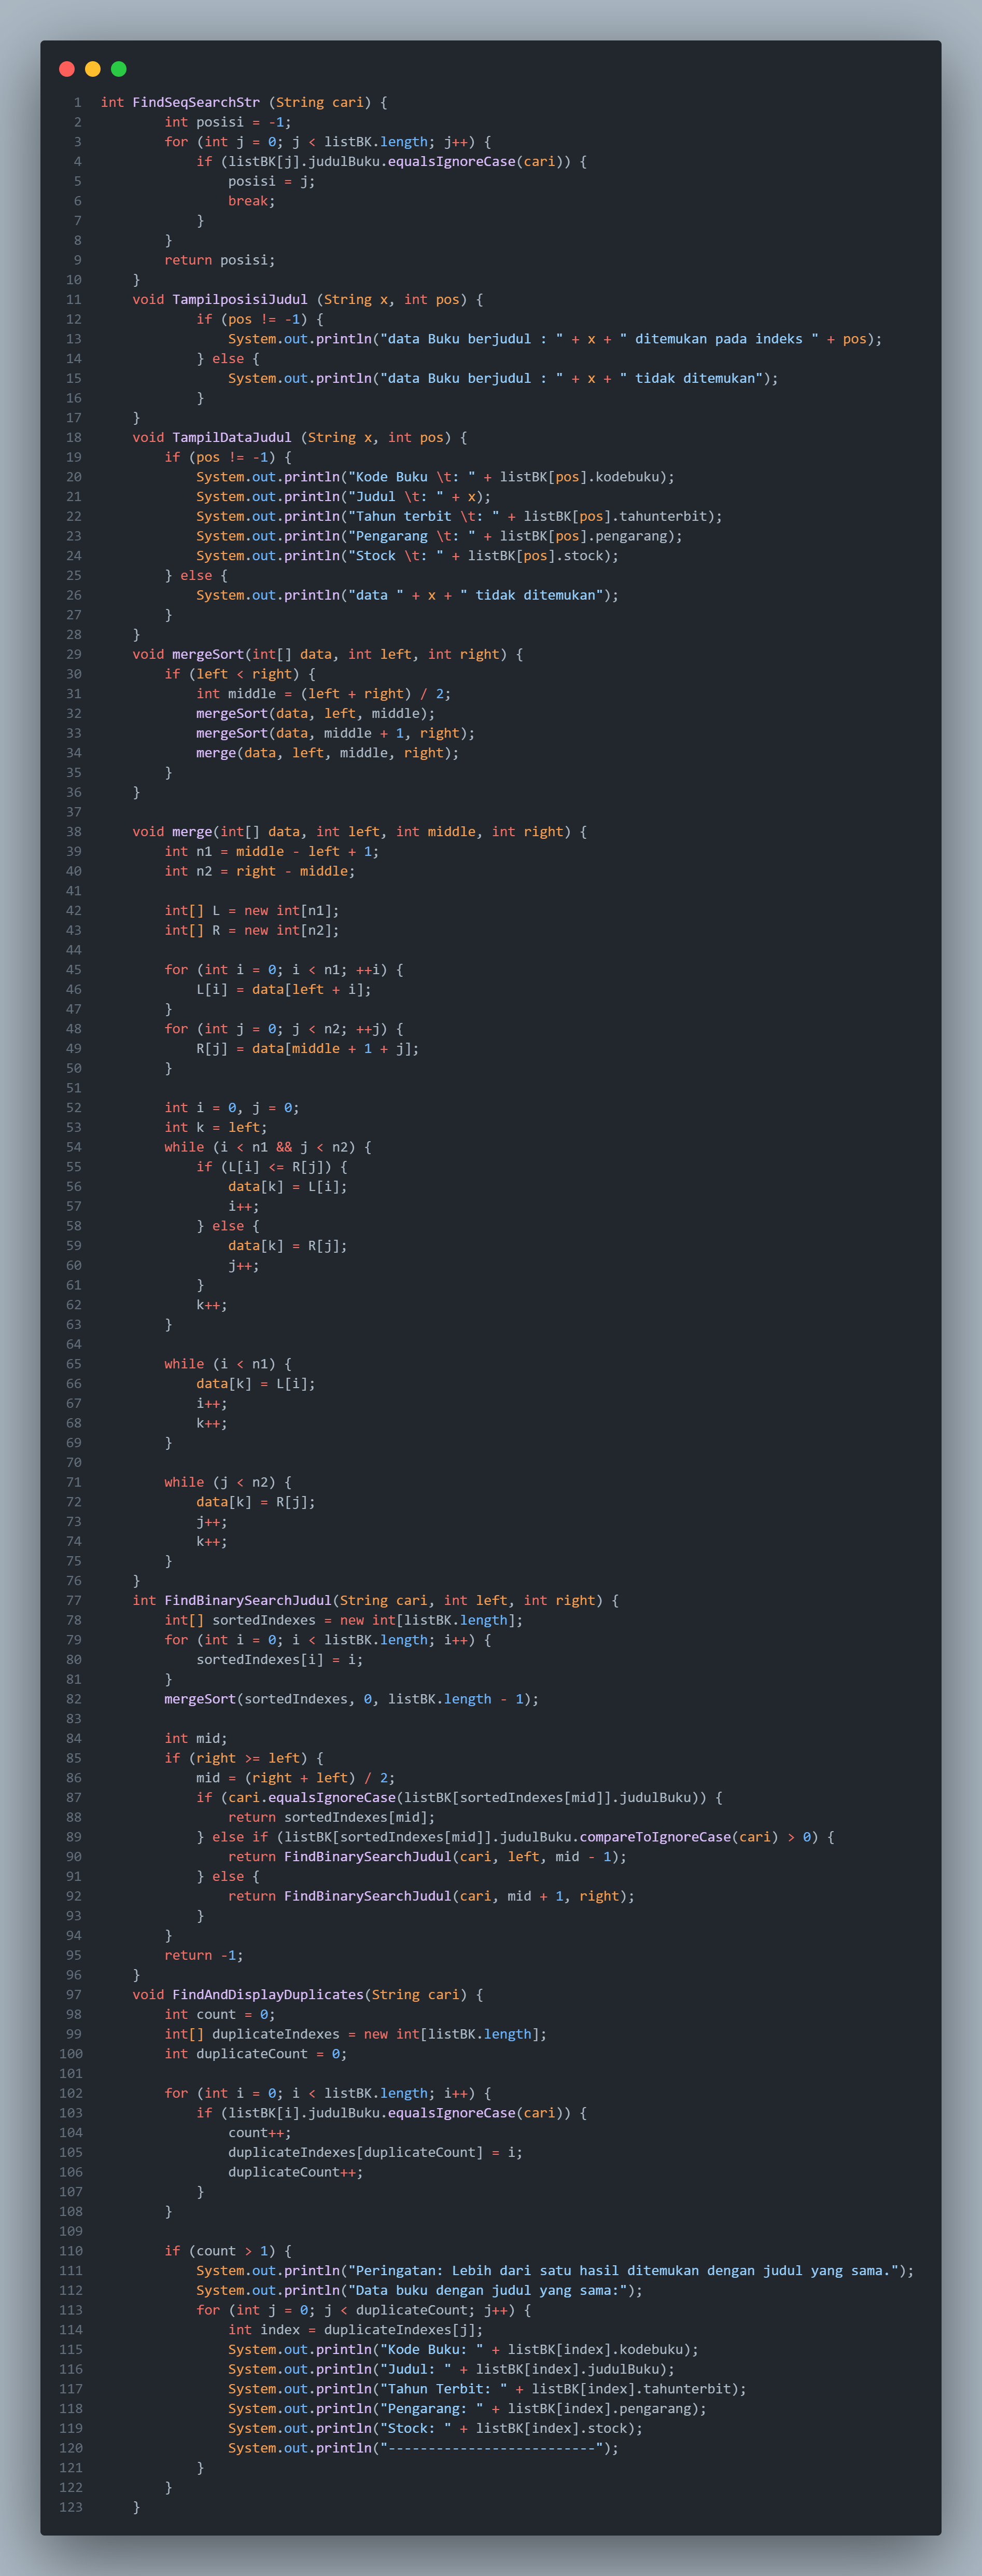 1 int FindSeqSearchStr (String cari) {
2 int posisi = -1;
3 for (int j = 0; j < listBK.length; j++) {
4 if (listBK[j].judulBuku.equalsIgnoreCase(cari)) {
5 posisi = j;
6 break;
7 }
8 }
9 return posisi;
10 }
11 void TampilposisiJudul (String x, int pos) {
12 if (pos != -1) {
13 System.out.println("data Buku berjudul : " + x + " ditemukan pada indeks " + pos);
14 } else {
15 System.out.println("data Buku berjudul : " + x + " tidak ditemukan");
16 }
17 }
18 void TampilDataJudul (String x, int pos) {
19 if (pos != -1) {
20 System.out.println("Kode Buku \t: " + listBK[pos].kodebuku);
21 System.out.println("Judul \t: " + x);
22 System.out.println("Tahun terbit \t: " + listBK[pos].tahunterbit);
23 System.out.println("Pengarang \t: " + listBK[pos].pengarang);
24 System.out.println("Stock \t: " + listBK[pos].stock);
25 } else {
26 System.out.println("data " + x + " tidak ditemukan");
27 }
28 }
29 void mergeSort(int[] data, int left, int right) {
30 if (left < right) {
31 int middle = (left + right) / 2;
32 mergeSort(data, left, middle);
33 mergeSort(data, middle + 1, right);
34 merge(data, left, middle, right);
35 }
36 }
37
38 void merge(int[] data, int left, int middle, int right) {
39 int n1 = middle - left + 1;
40 int n2 = right - middle;
41
42 int[] L = new int[n1];
43 int[] R = new int[n2];
44
45 for (int i = 0; i < n1; ++i) {
46 L[i] = data[left + i];
47 }
48 for (int j = 0; j < n2; ++j) {
49 R[j] = data[middle + 1 + j];
50 }
51
52 int i = 0, j = 0;
53 int k = left;
54 while (i < n1 && j < n2) {
55 if (L[i] <= R[j]) {
56 data[k] = L[i];
57 i++;
58 } else {
59 data[k] = R[j];
60 j++;
61 }
62 k++;
63 }
64
65 while (i < n1) {
66 data[k] = L[i];
67 i++;
68 k++;
69 }
70
71 while (j < n2) {
72 data[k] = R[j];
73 j++;
74 k++;
75 }
76 }
77 int FindBinarySearchJudul(String cari, int left, int right) {
78 int[] sortedIndexes = new int[listBK.length];
79 for (int i = 0; i < listBK.length; i++) {
80 sortedIndexes[i] = i;
81 }
82 mergeSort(sortedIndexes, 0, listBK.length - 1);
83
84 int mid;
85 if (right >= left) {
86 mid = (right + left) / 2;
87 if (cari.equalsIgnoreCase(listBK[sortedIndexes[mid]].judulBuku)) {
88 return sortedIndexes[mid];
89 } else if (listBK[sortedIndexes[mid]].judulBuku.compareToIgnoreCase(cari) > 0) {
90 return FindBinarySearchJudul(cari, left, mid - 1);
91 } else {
92 return FindBinarySearchJudul(cari, mid + 1, right);
93 }
94 }
95 return -1;
96 }
97 void FindAndDisplayDuplicates(String cari) {
98 int count = 0;
99 int[] duplicateIndexes = new int[listBK.length];
100 int duplicateCount = 0;
101
102 for (int i = 0; i < listBK.length; i++) {
103 if (listBK[i].judulBuku.equalsIgnoreCase(cari)) {
104 count++;
105 duplicateIndexes[duplicateCount] = i;
106 duplicateCount++;
107 }
108 }
109
110 if (count > 1) {
111 System.out.println("Peringatan: Lebih dari satu hasil ditemukan dengan judul yang sama.");
112 System.out.println("Data buku dengan judul yang sama:");
113 for (int j = 0; j < duplicateCount; j++) {
114 int index = duplicateIndexes[j];
115 System.out.println("Kode Buku: " + listBK[index].kodebuku);
116 System.out.println("Judul: " + listBK[index].judulBuku);
117 System.out.println("Tahun Terbit: " + listBK[index].tahunterbit);
118 System.out.println("Pengarang: " + listBK[index].pengarang);
119 System.out.println("Stock: " + listBK[index].stock);
120 System.out.println("--------------------------");
121 }
122 }
123 }